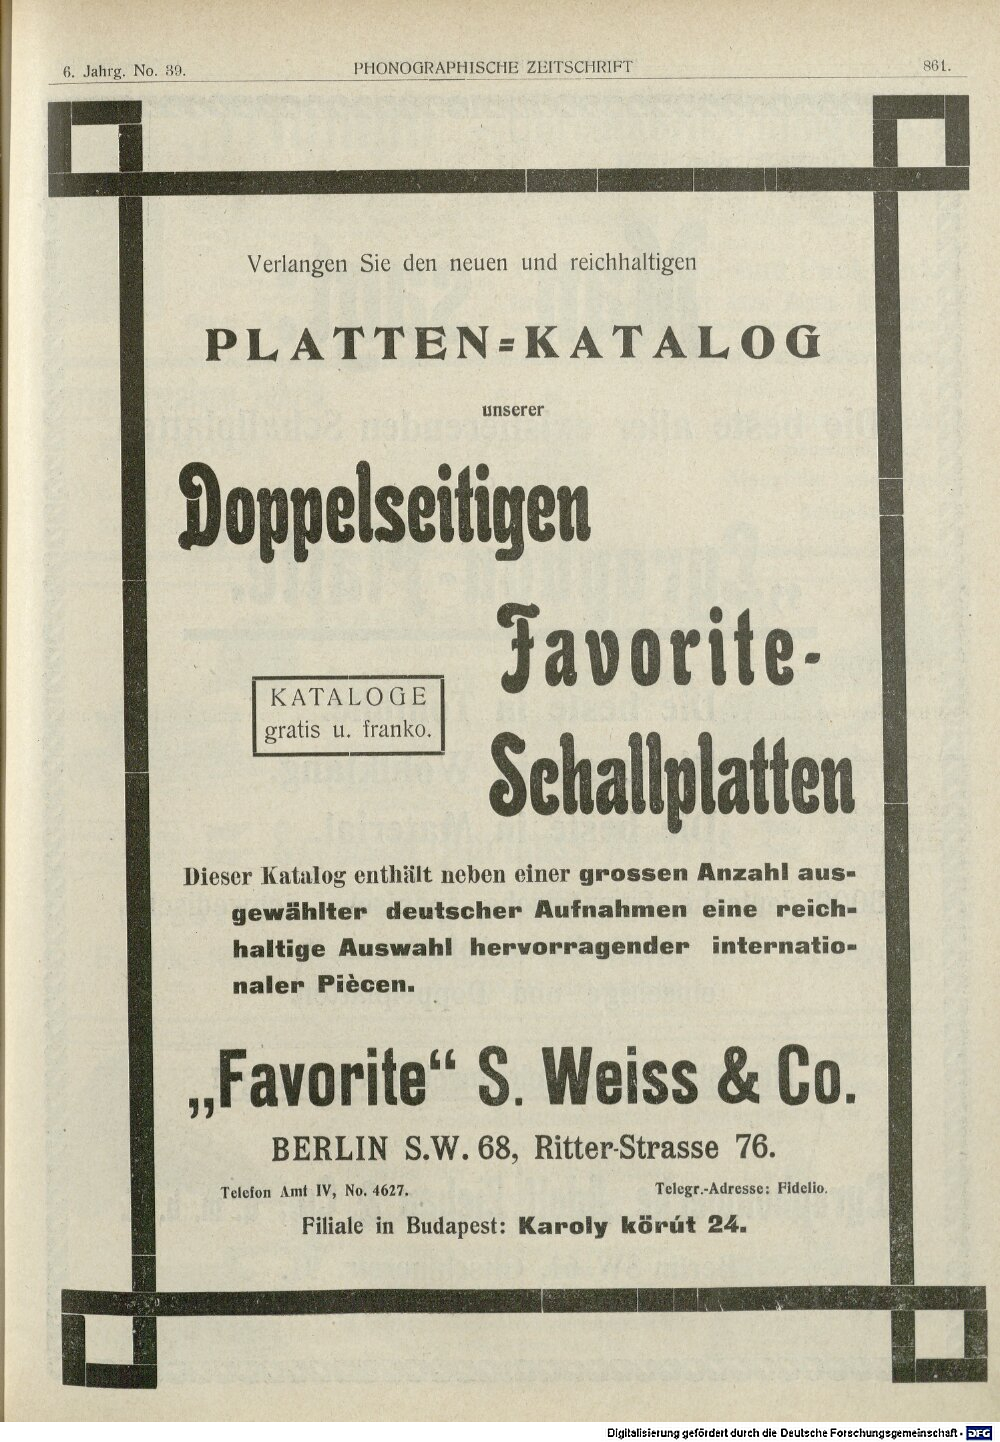 6. Jahrg. No. 39.
PHONOGRAPHISCHE ZEITSCHRIFT
861.
Verlangen Sie den neuen und reichhaltigen
PLATTEN=KATALOG
unserer
Doppelseitigen
Favorite-
KATALOGE
gratis u. franko.
Schallplatten
Dieser Katalog enthält neben einer grossen Anzahl aus-
gewählter deutscher Aufnahmen eine reich-
haltige Auswahl hervorragender internatio-
naler Piècen.
„Favorite“ S. Weiss & Co.
BERLIN S.W. 68, Ritter-Strasse 76.
Telefon Amt IV, No. 4627.
Telegr.-Adresse: Fidelio.
Filiale in Budapest: Karoly körút 24.
Digitalisierung gefördert durch die Deutsche Forschungsgemeinschaft - DFG